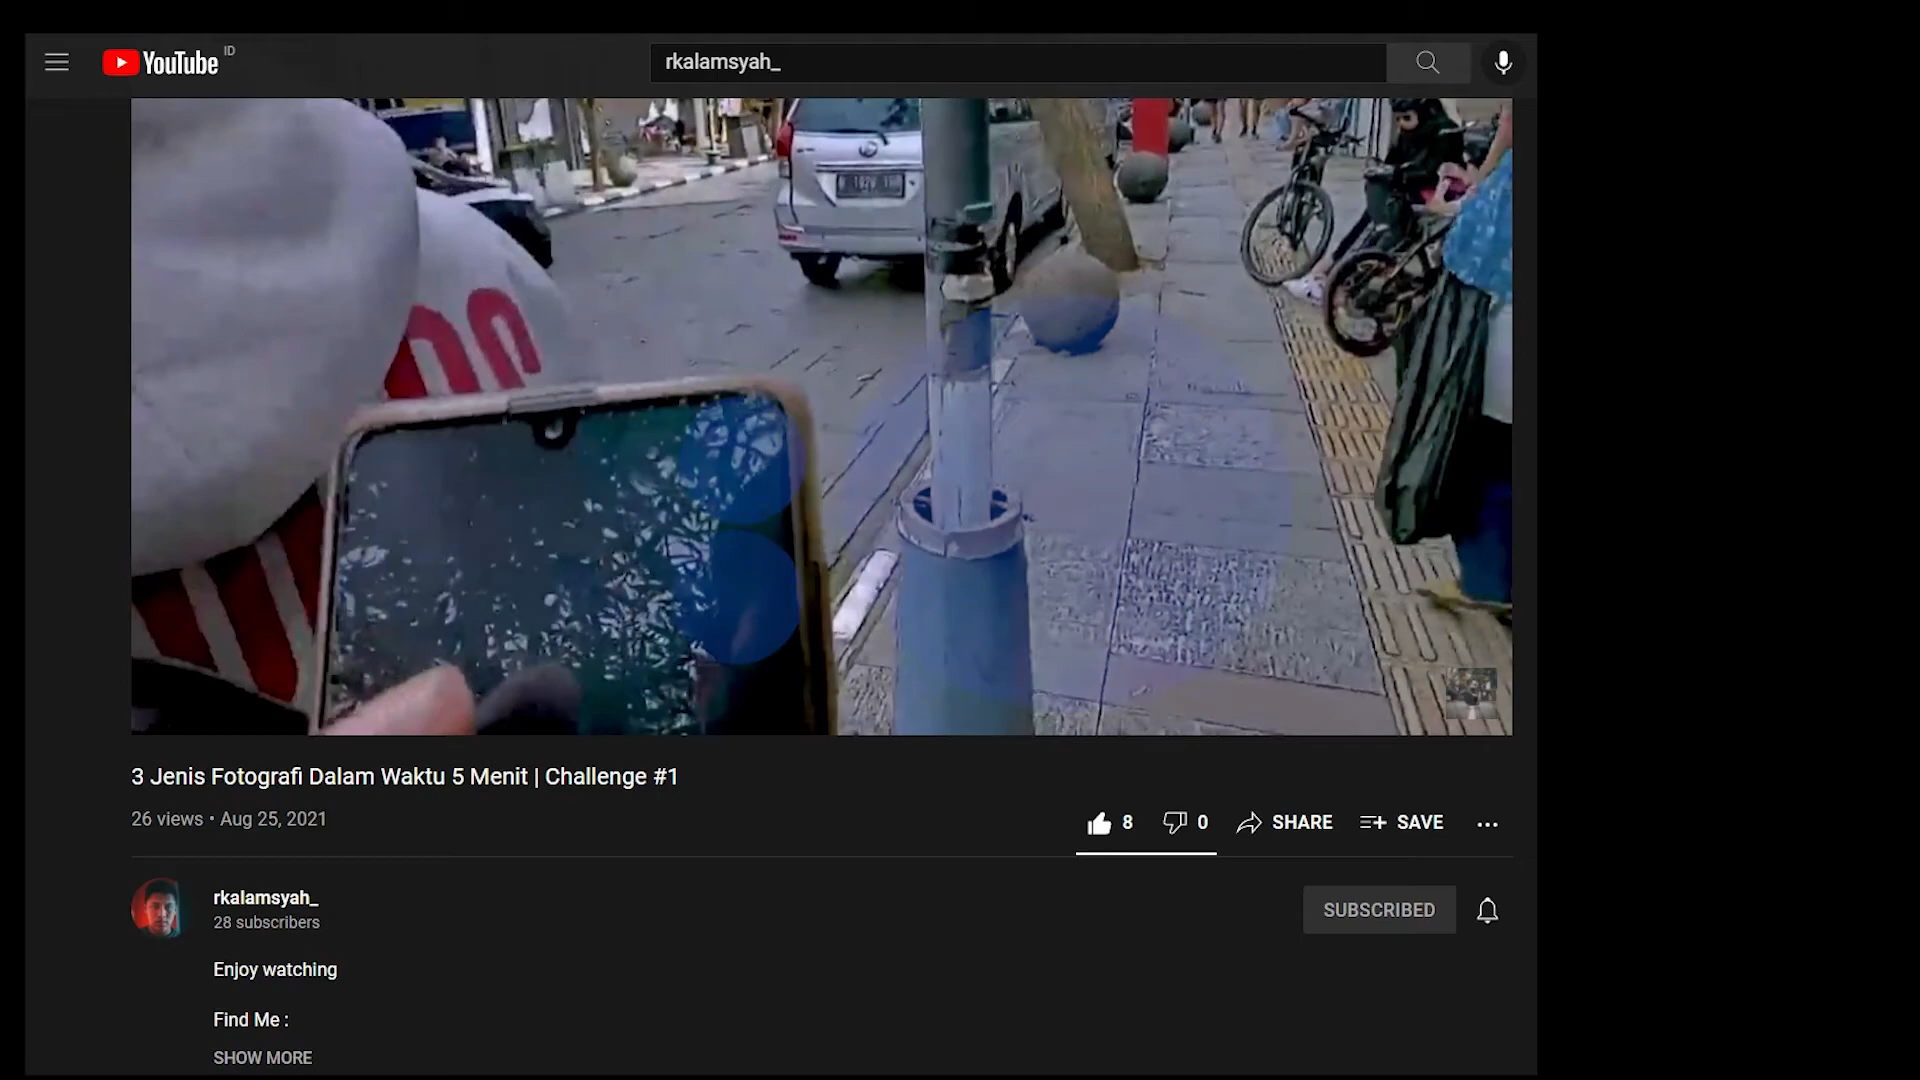 YouTube ID
rkalamsyah_
3 Jenis Fotografi Dalam Waktu 5 Menit | Challenge #1
26 views • Aug 25, 2021
8
0
SHARE
SAVE
rkalamsyah_
28 subscribers
SUBSCRIBED
Enjoy watching
Find Me :
SHOW MORE